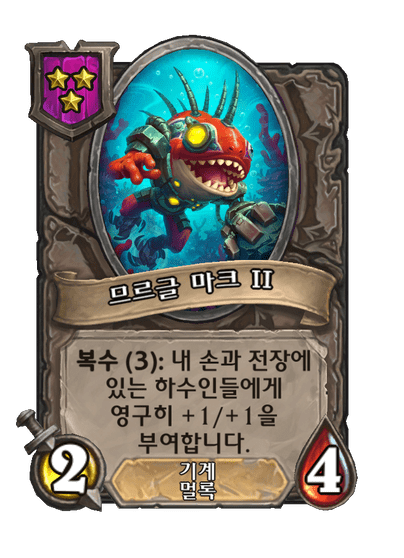 므르글 마크 II
복수 (3): 내 손과 전장에
있는 하수인들에게
영구히 +1/+1을
부여합니다.
2
기계
멀록
4